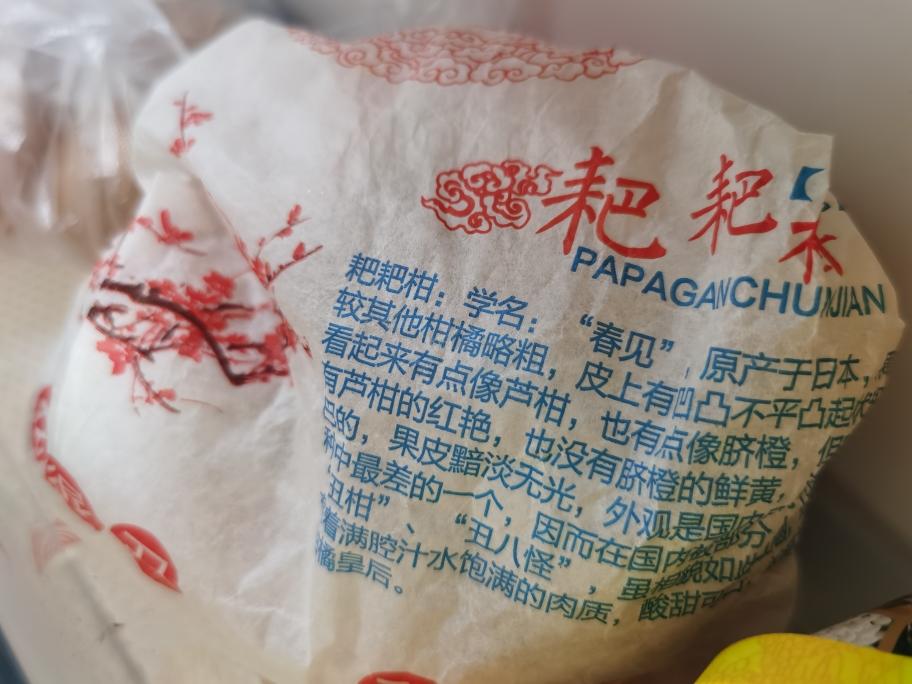 耙耙
PAPAGANCHUNJIAN
耙耙柑：学名：“春见”，原产于日本，
较其他柑橘略粗，皮上有凹凸不平凸起
看起来有点像芦柑，也有点像脐橙，但
有芦柑的红艳，也没有脐橙的鲜黄，
的，果皮黯淡无光，外观是国
种中最差的一个，因而在国内
丑柑”、“丑八怪”，虽
满腔汁水饱满的肉质，酸甜可
橘皇后。